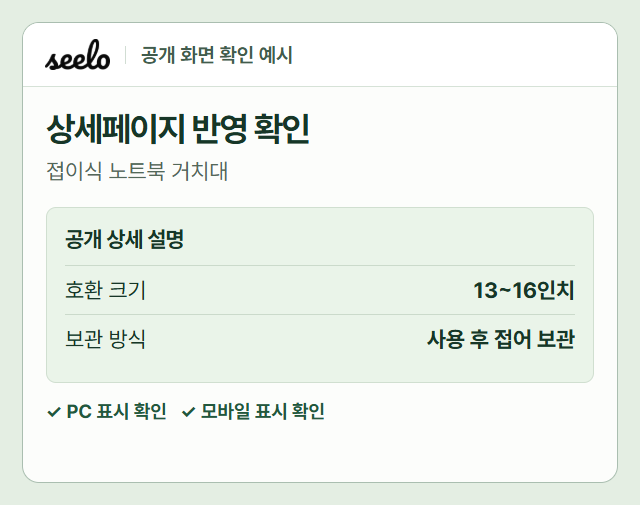 seelo 공개 화면 확인 예시
상세페이지 반영 확인
접이식 노트북 거치대
공개 상세 설명
호환 크기 13~16인치
보관 방식 사용 후 접어 보관
✓ PC 표시 확인 ✓ 모바일 표시 확인